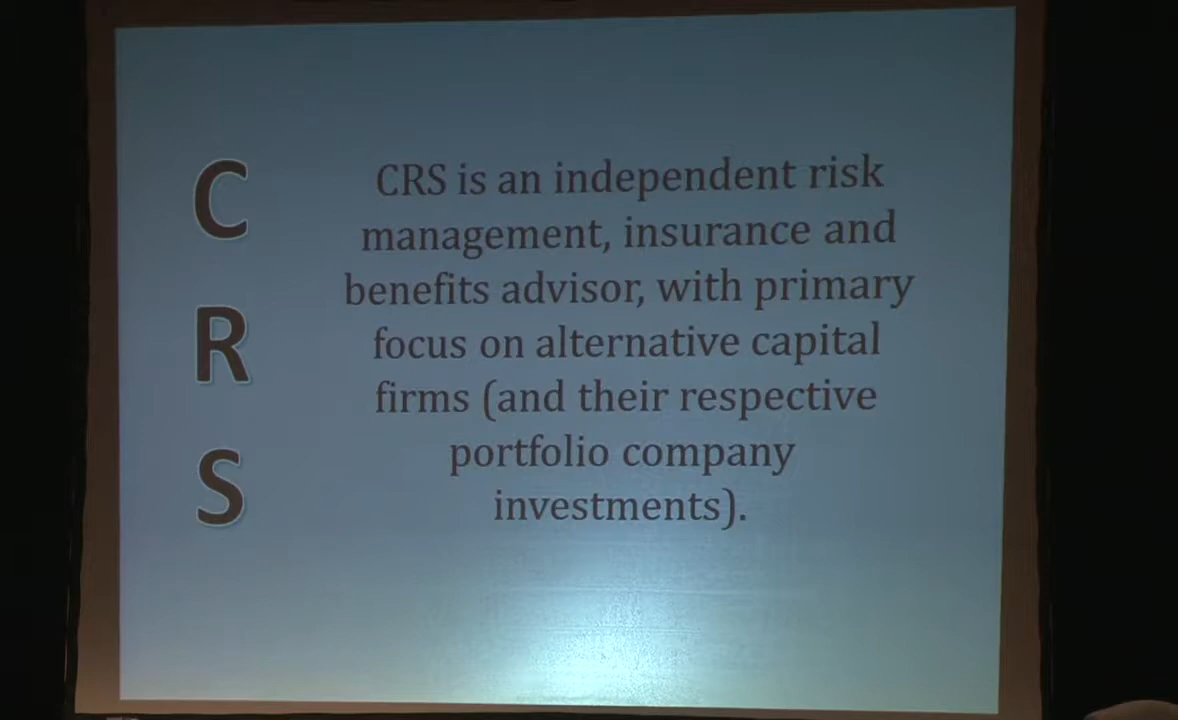 C
R
S
CRS is an independent risk
management, insurance and
benefits advisor, with primary
focus on alternative capital
firms (and their respective
portfolio company
investments).